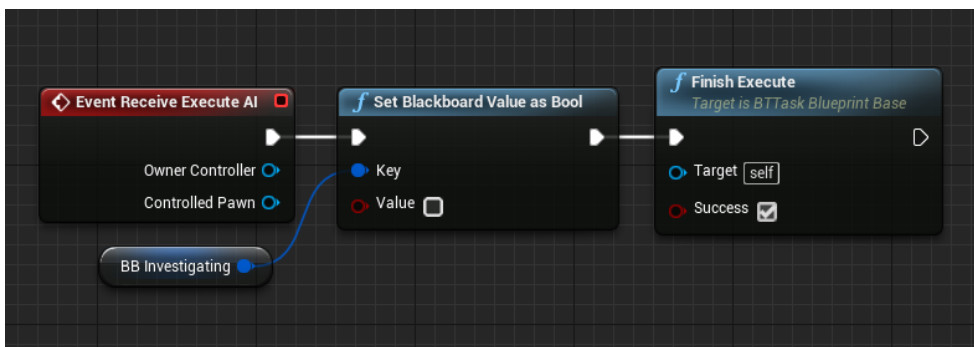 Event Receive Execute AI
Owner Controller
Controlled Pawn
BB Investigating
Set Blackboard Value as Bool
Key
Value
Finish Execute
Target is BTTask Blueprint Base
Target self
Success